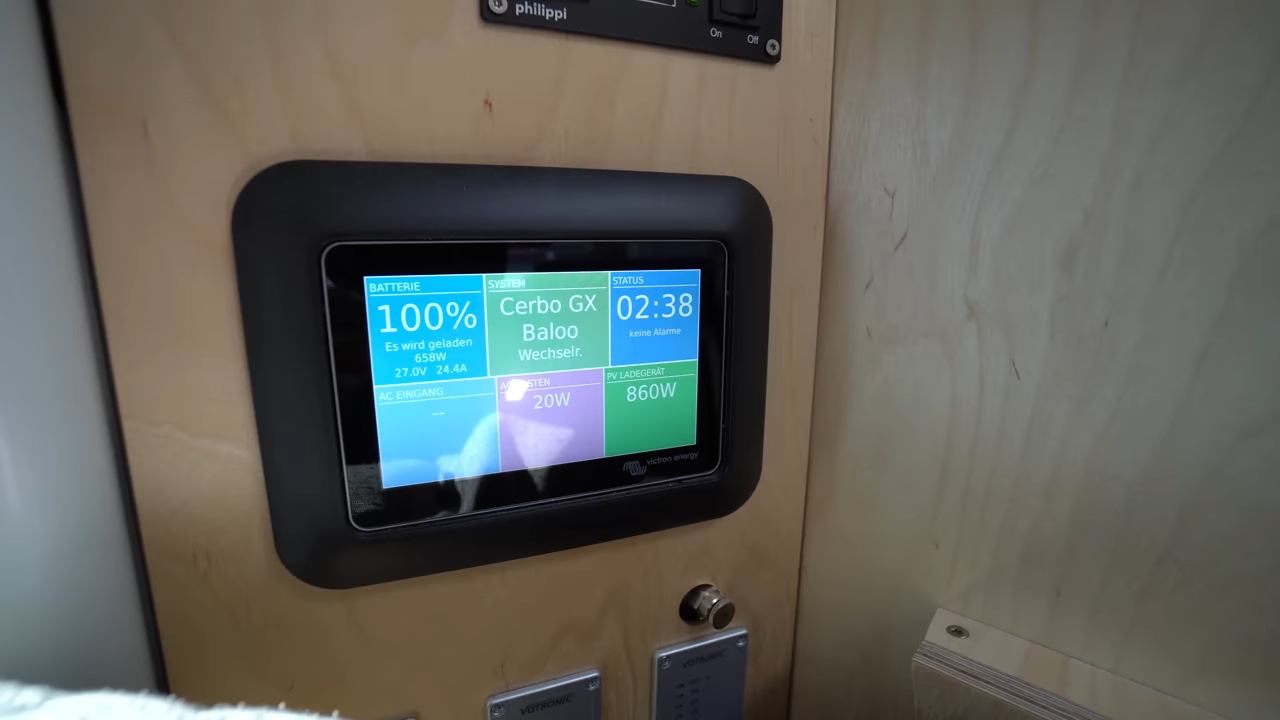 philippi
On Off
BATTERIE
100%
Es wird geladen
658W
27.0V 24.4A
SYSTEM
Cerbo GX
Baloo
Wechselr.
STATUS
02:38
keine Alarme
AC EINGANG
--
20W
PV LADEGERÄT
860W
victron energy
VOTRONIC
VOTRONIC